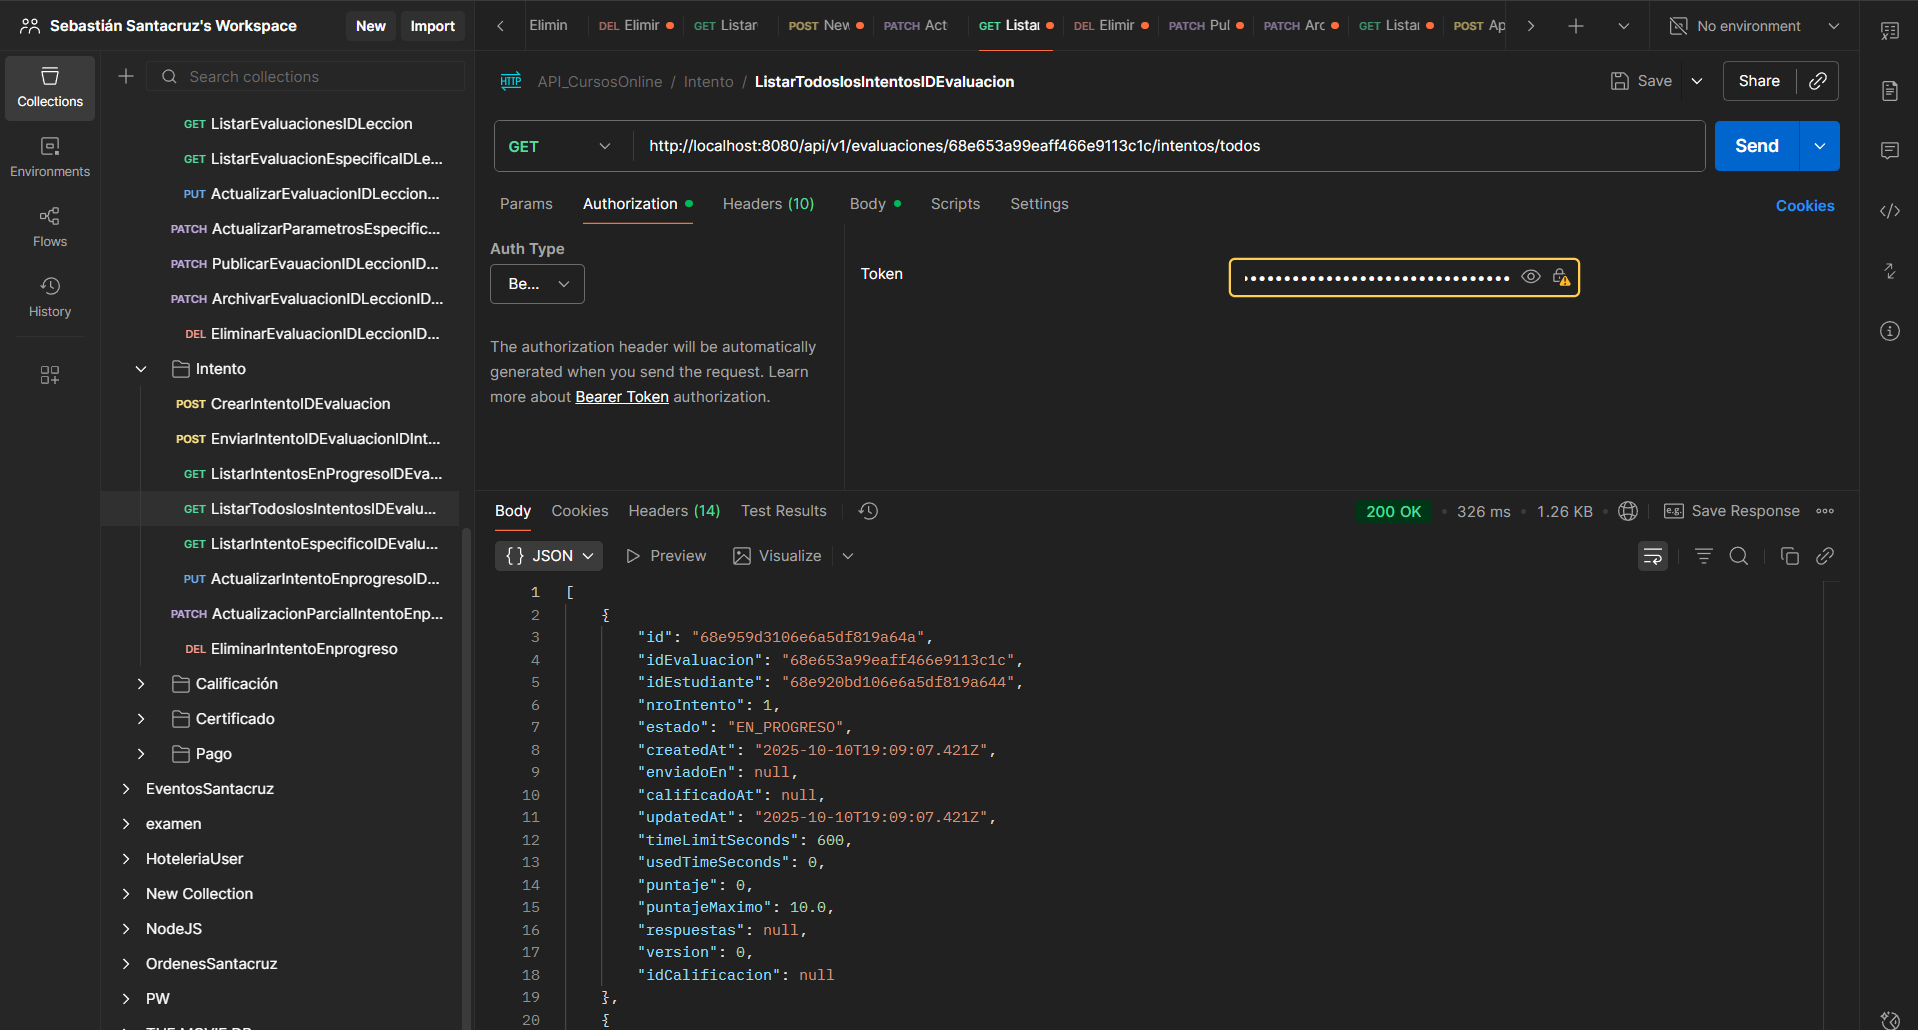 Sebastián Santacruz's Workspace
New
Import
Elimin
DEL Elimir
GET Listar
POST Nev
PATCH Act
GET Listar
DEL Elimir
PATCH Pul
PATCH Arc
GET Listar
POST Ap
No environment
Collections
Environments
Flows
History
Search collections
GET ListarEvaluacionesIDLeccion
GET ListarEvaluacionEspecificaIDLe...
PUT ActualizarEvaluacionIDLeccion...
PATCH ActualizarParametrosEspecific...
PATCH PublicarEvauacionIDLeccionID...
PATCH ArchivarEvaluacionIDLeccionID...
DEL EliminarEvaluacionIDLeccionID...
Intento
POST CrearIntentoIDEvaluacion
POST EnviarIntentoIDEvaluacionIDInt...
GET ListarIntentosEnProgresoIDEva...
GET ListarTodoslosIntentosIDEvalu...
GET ListarIntentoEspecificoIDEvalu...
PUT ActualizarIntentoEnprogresoID...
PATCH ActualizacionParcialIntentoEnp...
DEL EliminarIntentoEnprogreso
Calificación
Certificado
Pago
EventosSantacruz
examen
HoteleriaUser
New Collection
NodeJS
OrdenesSantacruz
PW
THE MOVIE DB
HTTP API_CursosOnline / Intento / ListarTodoslosIntentosIDEvaluacion
Save
Share
GET http://localhost:8080/api/v1/evaluaciones/68e653a99eaff466e9113c1c/intentos/todos
Send
Params
Authorization
Headers (10)
Body
Scripts
Settings
Cookies
Auth Type
Be...
The authorization header will be automatically
generated when you send the request. Learn
more about Bearer Token authorization.
Token
Body
Cookies
Headers (14)
Test Results
200 OK
326 ms
1.26 KB
e.g. Save Response
{} JSON
Preview
Visualize
1 [
2 {
3 "id": "68e959d3106e6a5df819a64a",
4 "idEvaluacion": "68e653a99eaff466e9113c1c",
5 "idEstudiante": "68e920bd106e6a5df819a644",
6 "nroIntento": 1,
7 "estado": "EN_PROGRESO",
8 "createdAt": "2025-10-10T19:09:07.421Z",
9 "enviadoEn": null,
10 "calificadoAt": null,
11 "updatedAt": "2025-10-10T19:09:07.421Z",
12 "timeLimitSeconds": 600,
13 "usedTimeSeconds": 0,
14 "puntaje": 0,
15 "puntajeMaximo": 10.0,
16 "respuestas": null,
17 "version": 0,
18 "idCalificacion": null
19 },
20 {